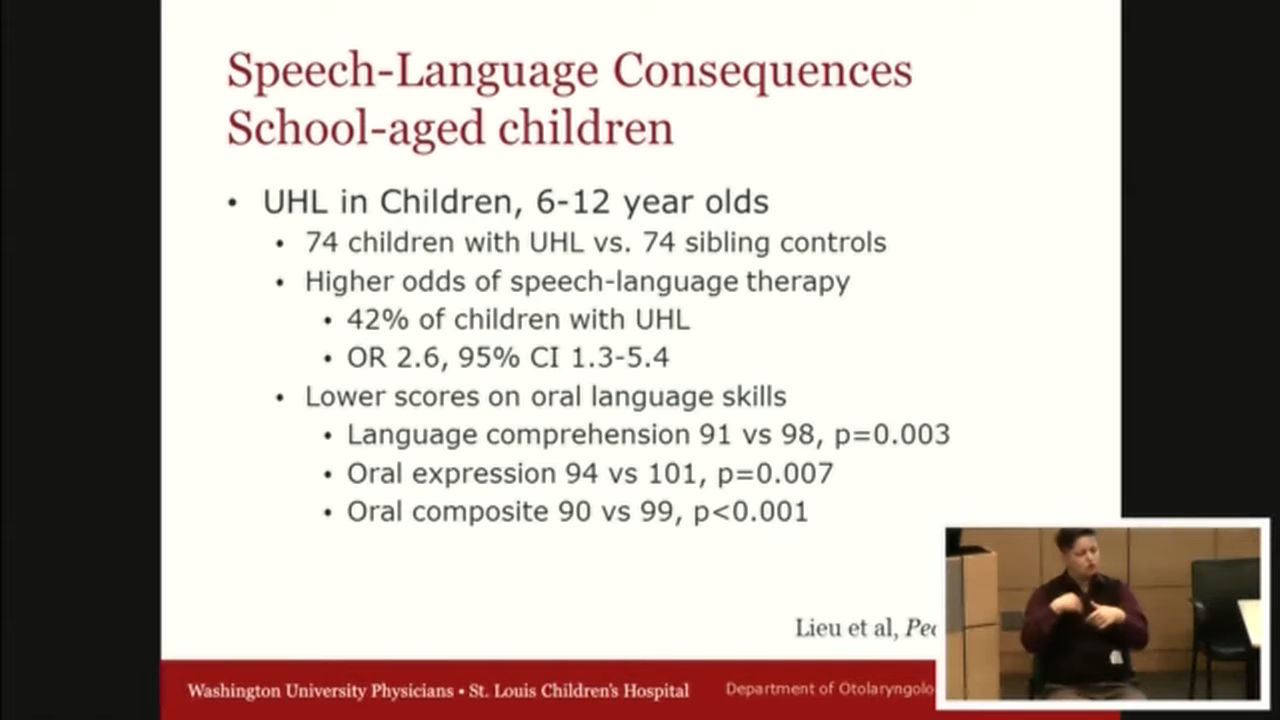 Speech-Language Consequences
School-aged children
• UHL in Children, 6-12 year olds
• 74 children with UHL vs. 74 sibling controls
• Higher odds of speech-language therapy
• 42% of children with UHL
• OR 2.6, 95% CI 1.3-5.4
• Lower scores on oral language skills
• Language comprehension 91 vs 98, p=0.003
• Oral expression 94 vs 101, p=0.007
• Oral composite 90 vs 99, p<0.001
Lieu et al,
Washington University Physicians • St. Louis Children's Hospital
Department of